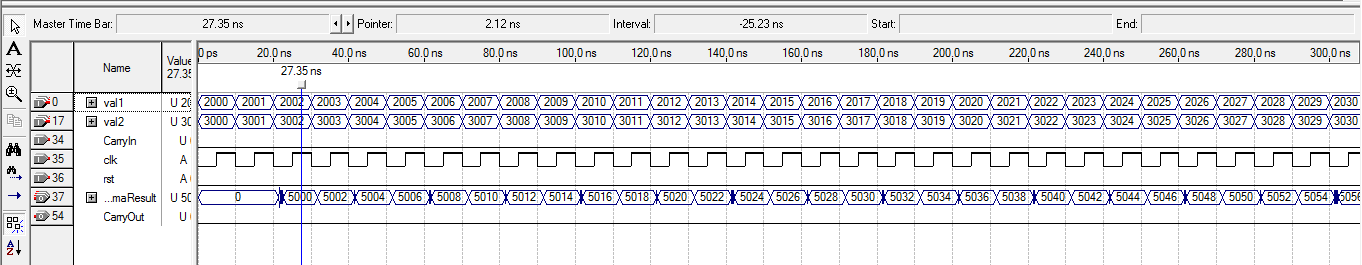 Master Time Bar: 27.35 ns Pointer: 2.12 ns Interval: -25.23 ns Start: End:
A
Name Value 27.35
0 ps 20.0 ns 40.0 ns 60.0 ns 80.0 ns 100.0 ns 120.0 ns 140.0 ns 160.0 ns 180.0 ns 200.0 ns 220.0 ns 240.0 ns 260.0 ns 280.0 ns 300.0 ns
27.35 ns
0 val1 U 20 2000 2001 2002 2003 2004 2005 2006 2007 2008 2009 2010 2011 2012 2013 2014 2015 2016 2017 2018 2019 2020 2021 2022 2023 2024 2025 2026 2027 2028 2029 2030
17 val2 U 30 3000 3001 3002 3003 3004 3005 3006 3007 3008 3009 3010 3011 3012 3013 3014 3015 3016 3017 3018 3019 3020 3021 3022 3023 3024 3025 3026 3027 3028 3029 3030
34 CarryIn U
35 clk A
36 rst A
37 ...maResult U 50 0 5000 5002 5004 5006 5008 5010 5012 5014 5016 5018 5020 5022 5024 5026 5028 5030 5032 5034 5036 5038 5040 5042 5044 5046 5048 5050 5052 5054 5056
54 CarryOut U
A
Z